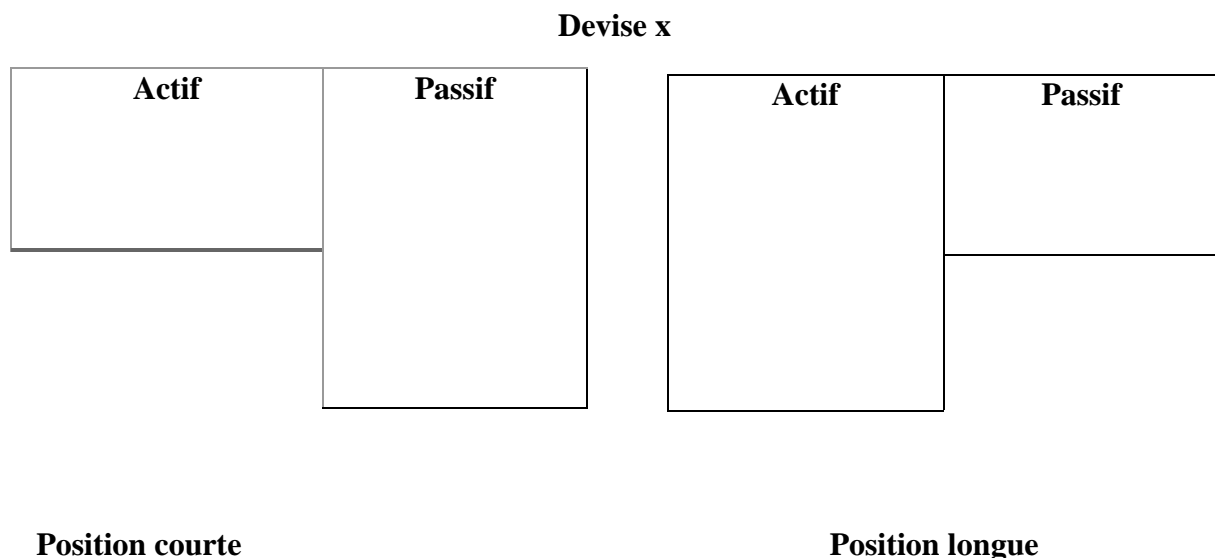 Devise x
Actif
Passif
Actif
Passif
Position courte
Position longue